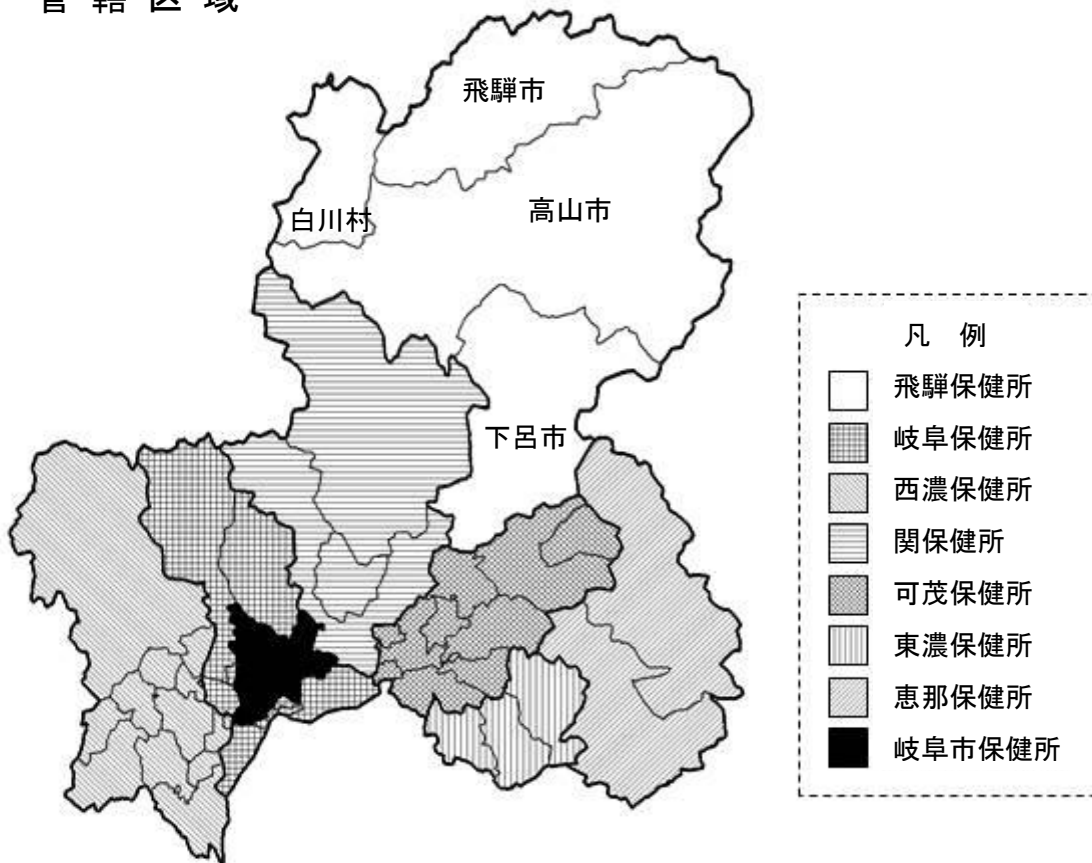 管轄区域
飛騨市
白川村
高山市
下呂市
凡例
飛騨保健所
岐阜保健所
西濃保健所
関保健所
可茂保健所
東濃保健所
恵那保健所
岐阜市保健所